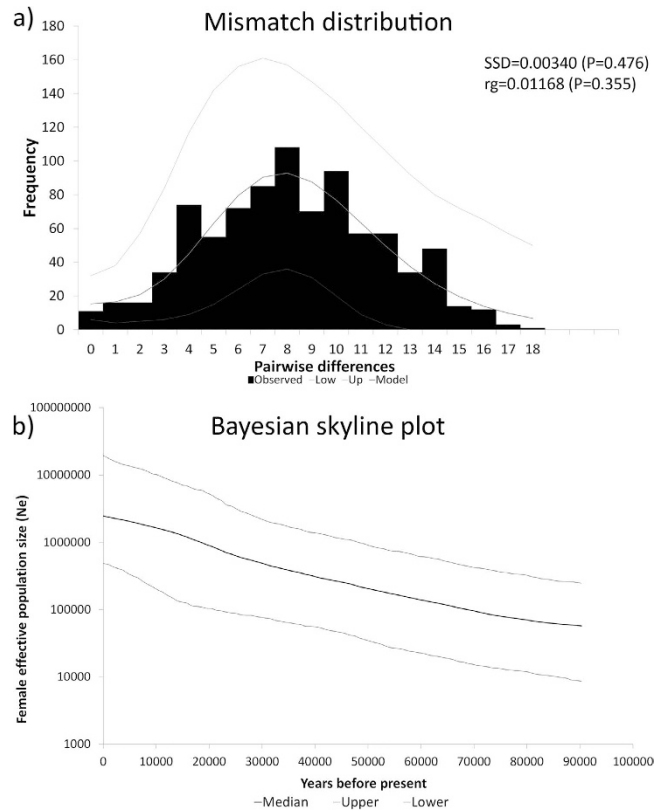 a)
Mismatch distribution
SSD=0.00340 (P=0.476)
rg=0.01168 (P=0.355)
180
160
140
120
100
80
60
40
20
0
Frequency
0 1 2 3 4 5 6 7 8 9 10 11 12 13 14 15 16 17 18
Pairwise differences
Observed Low Up Model
b)
Bayesian skyline plot
100000000
10000000
1000000
100000
10000
1000
Female effective population size (Ne)
0 10000 20000 30000 40000 50000 60000 70000 80000 90000 100000
Years before present
Median Upper Lower